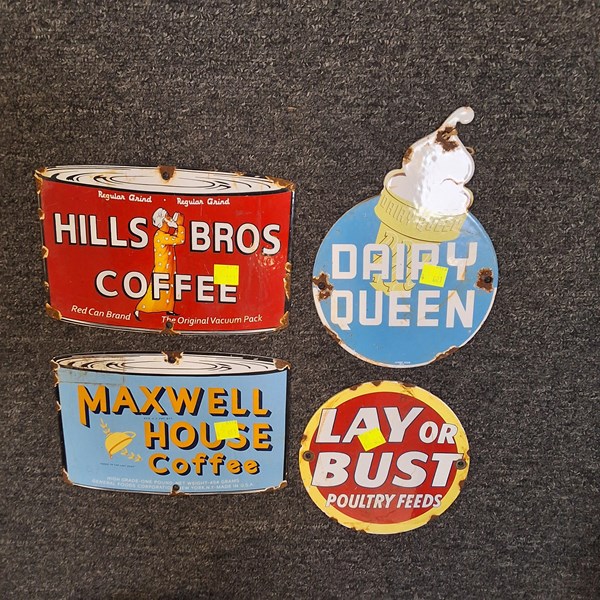 Regular Grind · Regular Grind
HILLS BROS
COFFEE
Red Can Brand The Original Vacuum Pack
DAIRY
QUEEN
MAXWELL
HOUSE
Coffee
LAY OR
BUST
POULTRY FEEDS